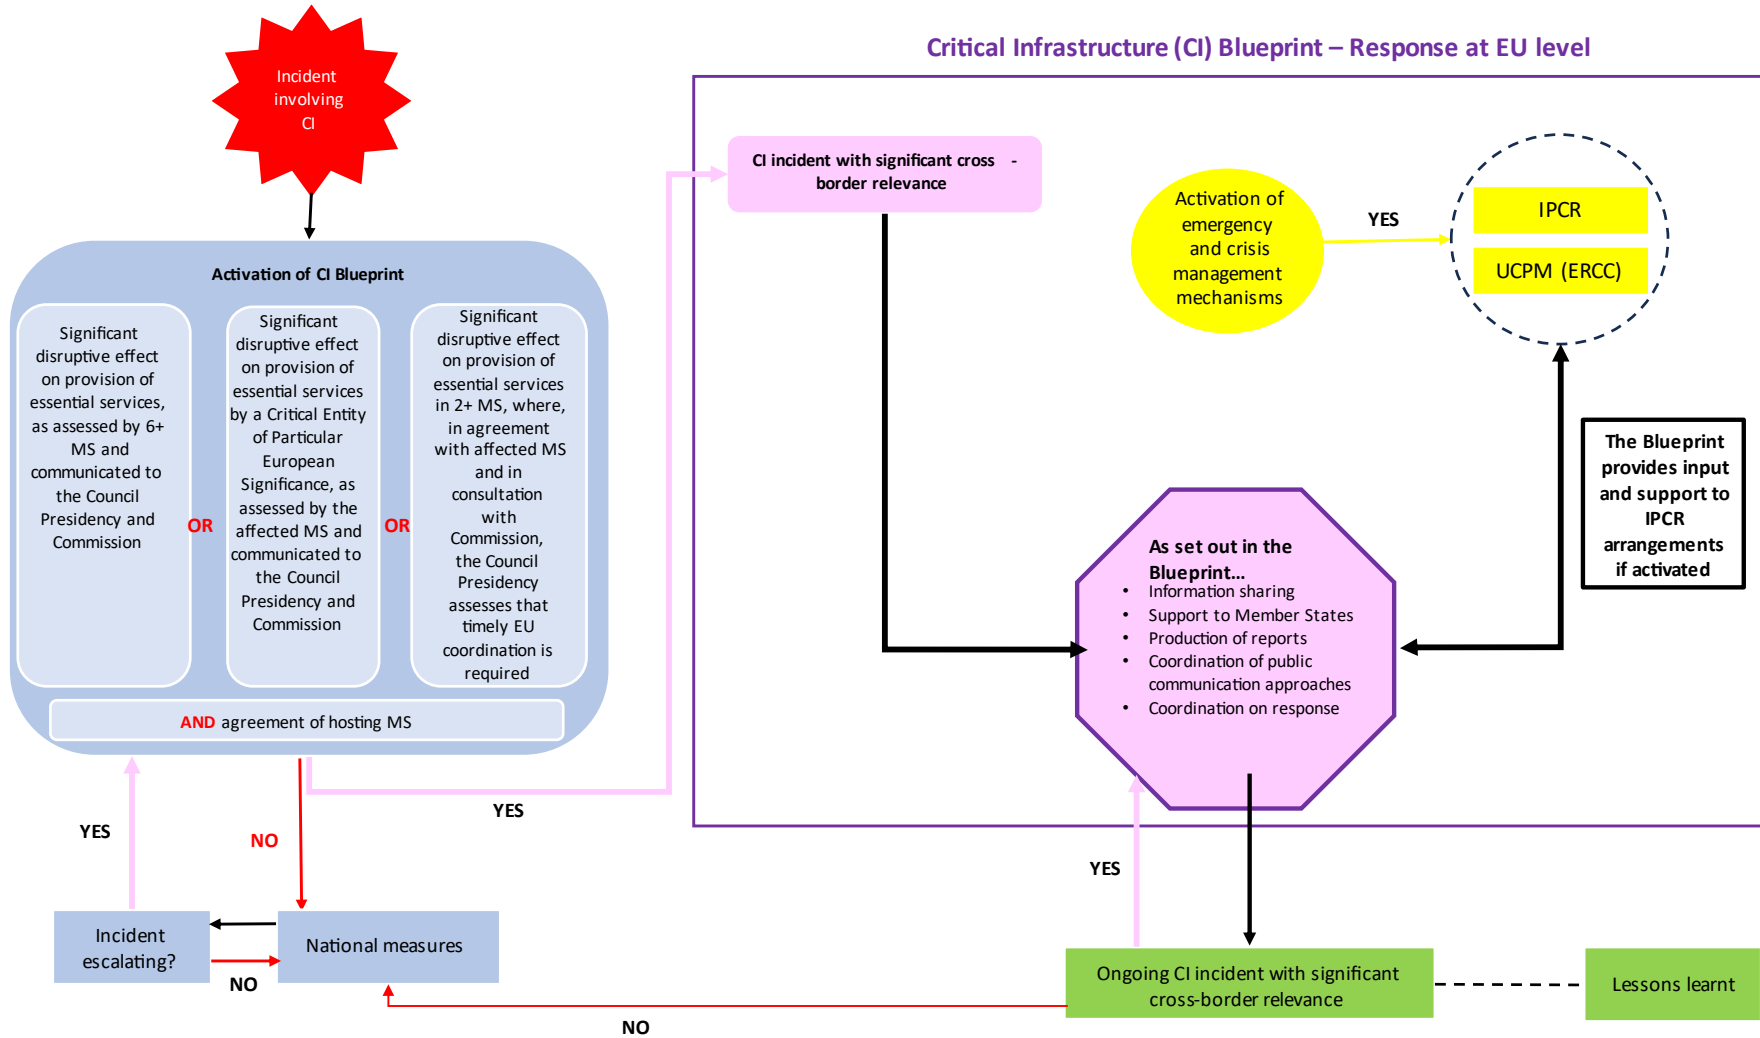 Critical Infrastructure (CI) Blueprint – Response at EU level
Incident
involving
CI
Activation of CI Blueprint
Significant
disruptive effect
on provision of
essential services,
as assessed by 6+
MS and
communicated to
the Council
Presidency and
Commission
OR
Significant
disruptive effect
on provision of
essential services
by a Critical Entity
of Particular
European
Significance, as
assessed by the
affected MS and
communicated to
the Council
Presidency and
Commission
OR
Significant
disruptive effect
on provision of
essential services
in 2+ MS, where,
in agreement
with affected MS
and in
consultation
with
Commission,
the Council
Presidency
assesses that
timely EU
coordination is
required
AND agreement of hosting MS
YES
NO
YES
Incident
escalating?
NO
National measures
CI incident with significant cross -
border relevance
Activation of
emergency
and crisis
management
mechanisms
YES
IPCR
UCPM (ERCC)
The Blueprint
provides input
and support to
IPCR
arrangements
if activated
As set out in the
Blueprint...
• Information sharing
• Support to Member States
• Production of reports
• Coordination of public
communication approaches
• Coordination on response
YES
Ongoing CI incident with significant
cross-border relevance
Lessons learnt
NO